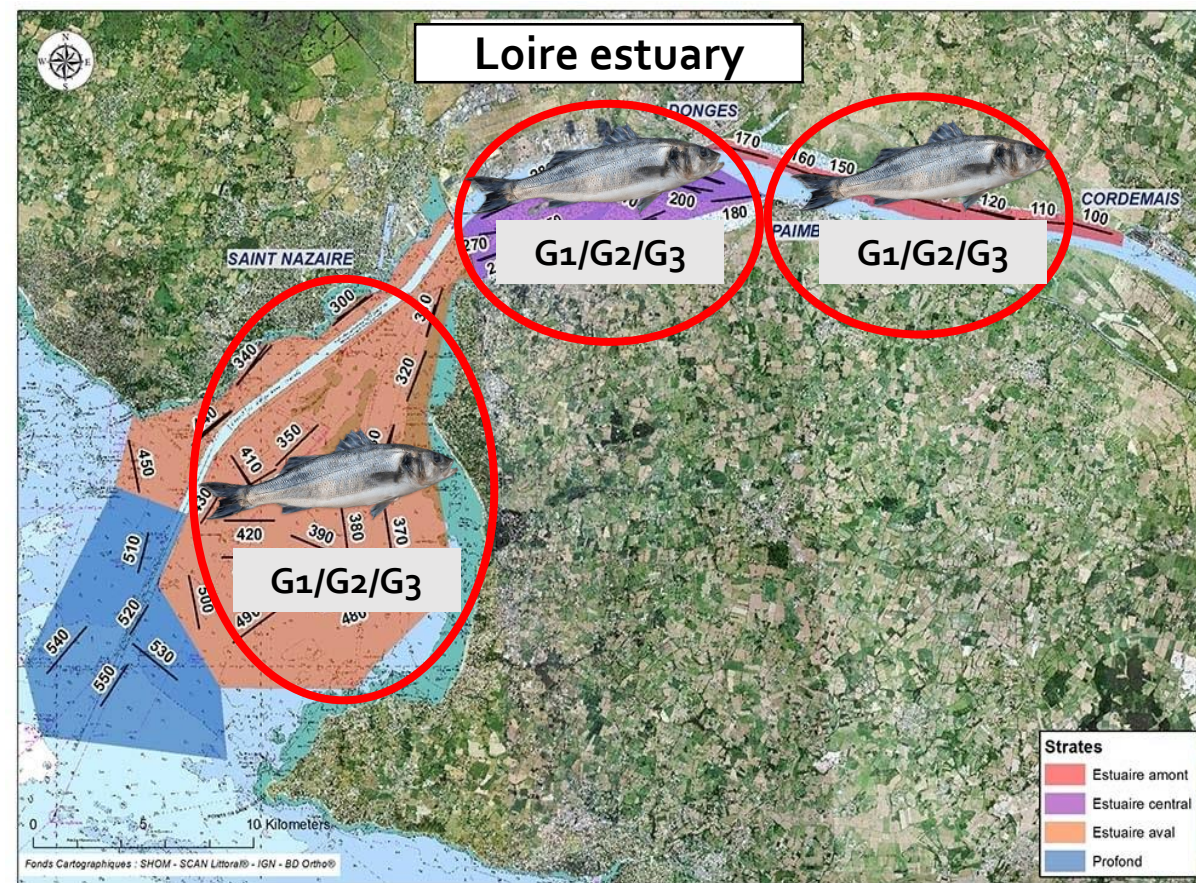 Loire estuary
N
W E
S
DONGES
170
160
150
200
180
120
110
100
CORDEMAIS
270
G1/G2/G3
G1/G2/G3
SAINT NAZAIRE
300
340
320
350
410
450
420
390
380
370
G1/G2/G3
510
500
490
480
520
540
530
550
0 5 10 Kilometers
Fonds Cartographiques : SHOM - SCAN Littoral® - IGN - BD Ortho®
Strates
Estuaire amont
Estuaire central
Estuaire aval
Profond